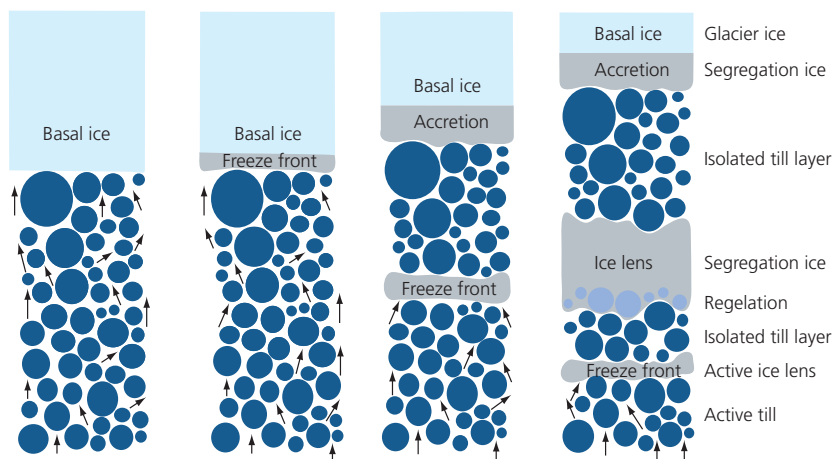 Basal ice
Basal ice
Freeze front
Basal ice
Accretion
Freeze front
Basal ice
Accretion
Ice lens
Freeze front
Glacier ice
Segregation ice
Isolated till layer
Segregation ice
Regelation
Isolated till layer
Active ice lens
Active till